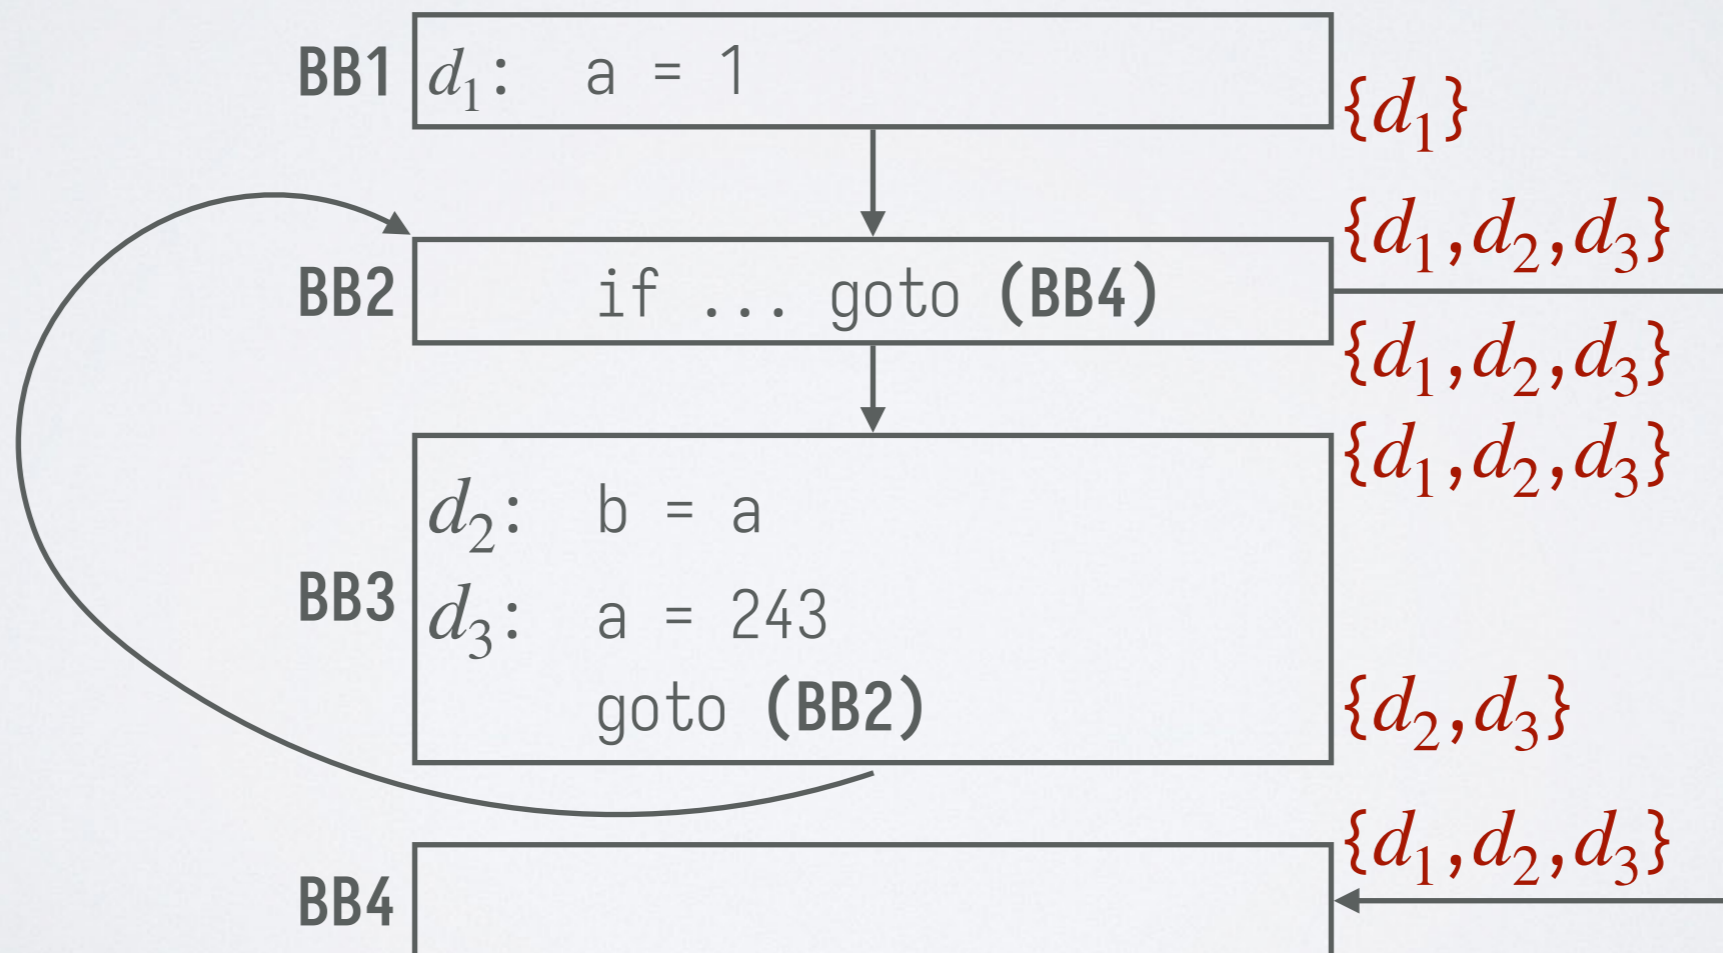 BB1 d₁: a = 1
{d₁}
{d₁,d₂,d₃}
BB2 if ... goto (BB4)
{d₁,d₂,d₃}
{d₁,d₂,d₃}
d₂: b = a
BB3 d₃: a = 243
goto (BB2) {d₂,d₃}
{d₁,d₂,d₃}
BB4